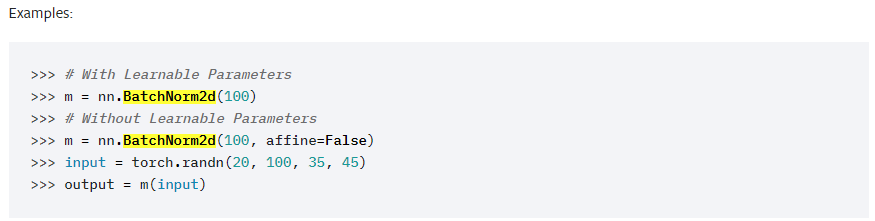 Examples:
>>> # With Learnable Parameters
>>> m = nn.BatchNorm2d(100)
>>> # Without Learnable Parameters
>>> m = nn.BatchNorm2d(100, affine=False)
>>> input = torch.randn(20, 100, 35, 45)
>>> output = m(input)